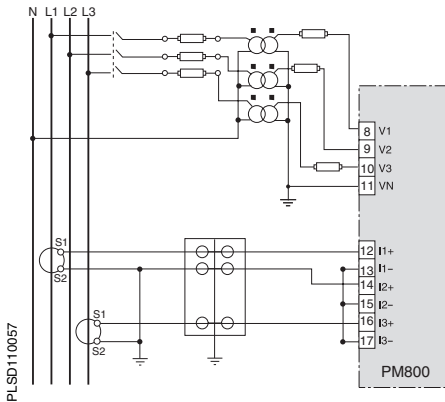 N L1 L2 L3
8 V1
9 V2
10 V3
11 VN
S1
S2
12 I1+
13 I1-
14 I2+
15 I2-
S1
16 I3+
S2
17 I3-
PM800
PLSD110057